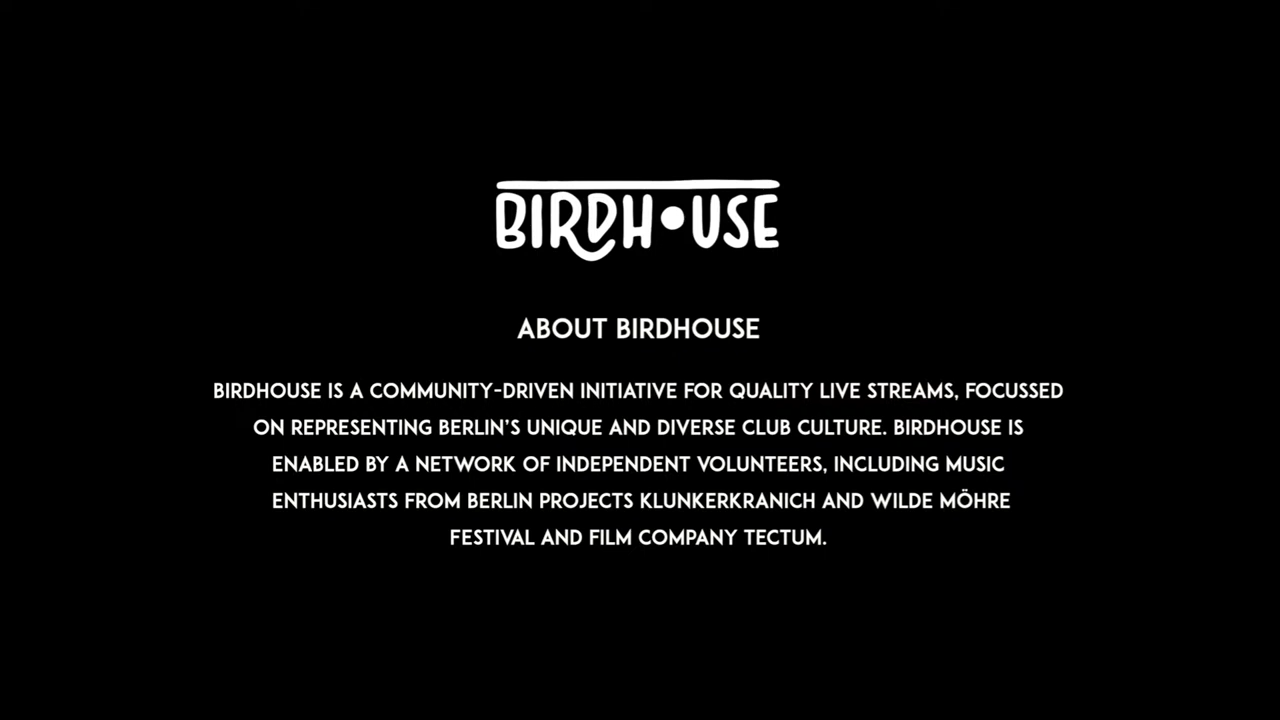 BIRDHOUSE
ABOUT BIRDHOUSE
BIRDHOUSE IS A COMMUNITY-DRIVEN INITIATIVE FOR QUALITY LIVE STREAMS, FOCUSSED
ON REPRESENTING BERLIN'S UNIQUE AND DIVERSE CLUB CULTURE. BIRDHOUSE IS
ENABLED BY A NETWORK OF INDEPENDENT VOLUNTEERS, INCLUDING MUSIC
ENTHUSIASTS FROM BERLIN PROJECTS KLUNKERKRANICH AND WILDE MÖHRE
FESTIVAL AND FILM COMPANY TECTUM.